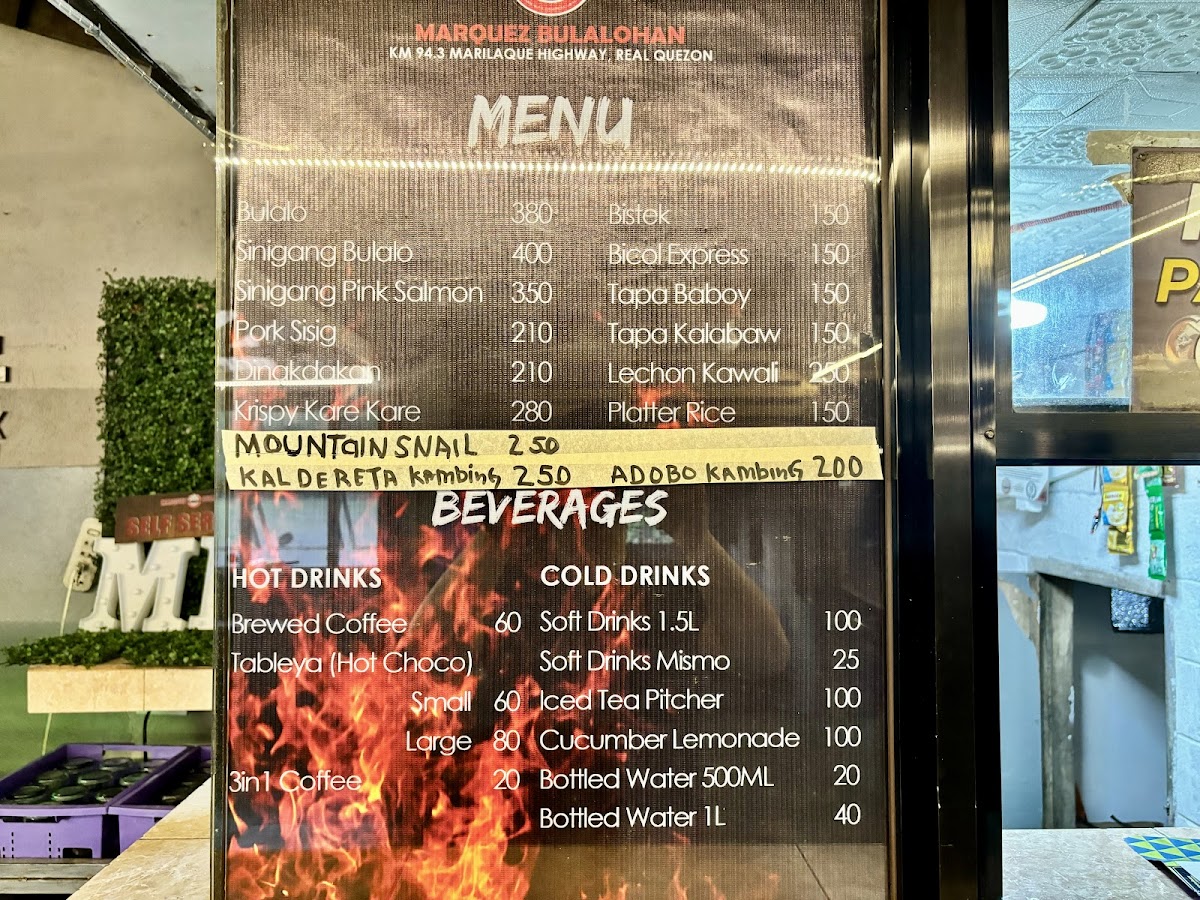 MARQUEZ BULALOHAN
KM 94.3 MARILAQUE HIGHWAY, REAL QUEZON
MENU
Bulalo 380 Bistek 150
Sinigang Bulalo 400 Bicol Express 150
Sinigang Pink Salmon 350 Tapa Baboy 150
Pork Sisig 210 Tapa Kalabaw 150
Dinakdakan 210 Lechon Kawali 250
Krispy Kare Kare 280 Platter Rice 150
MOUNTAIN SNAIL 250
KALDERETA KAMBING 250 ADOBO KAMBING 200
BEVERAGES
HOT DRINKS
Brewed Coffee 60
Tableya (Hot Choco)
Small 60
Large 80
3in1 Coffee 20
COLD DRINKS
Soft Drinks 1.5L 100
Soft Drinks Mismo 25
Iced Tea Pitcher 100
Cucumber Lemonade 100
Bottled Water 500ML 20
Bottled Water 1L 40
SELF SER
M